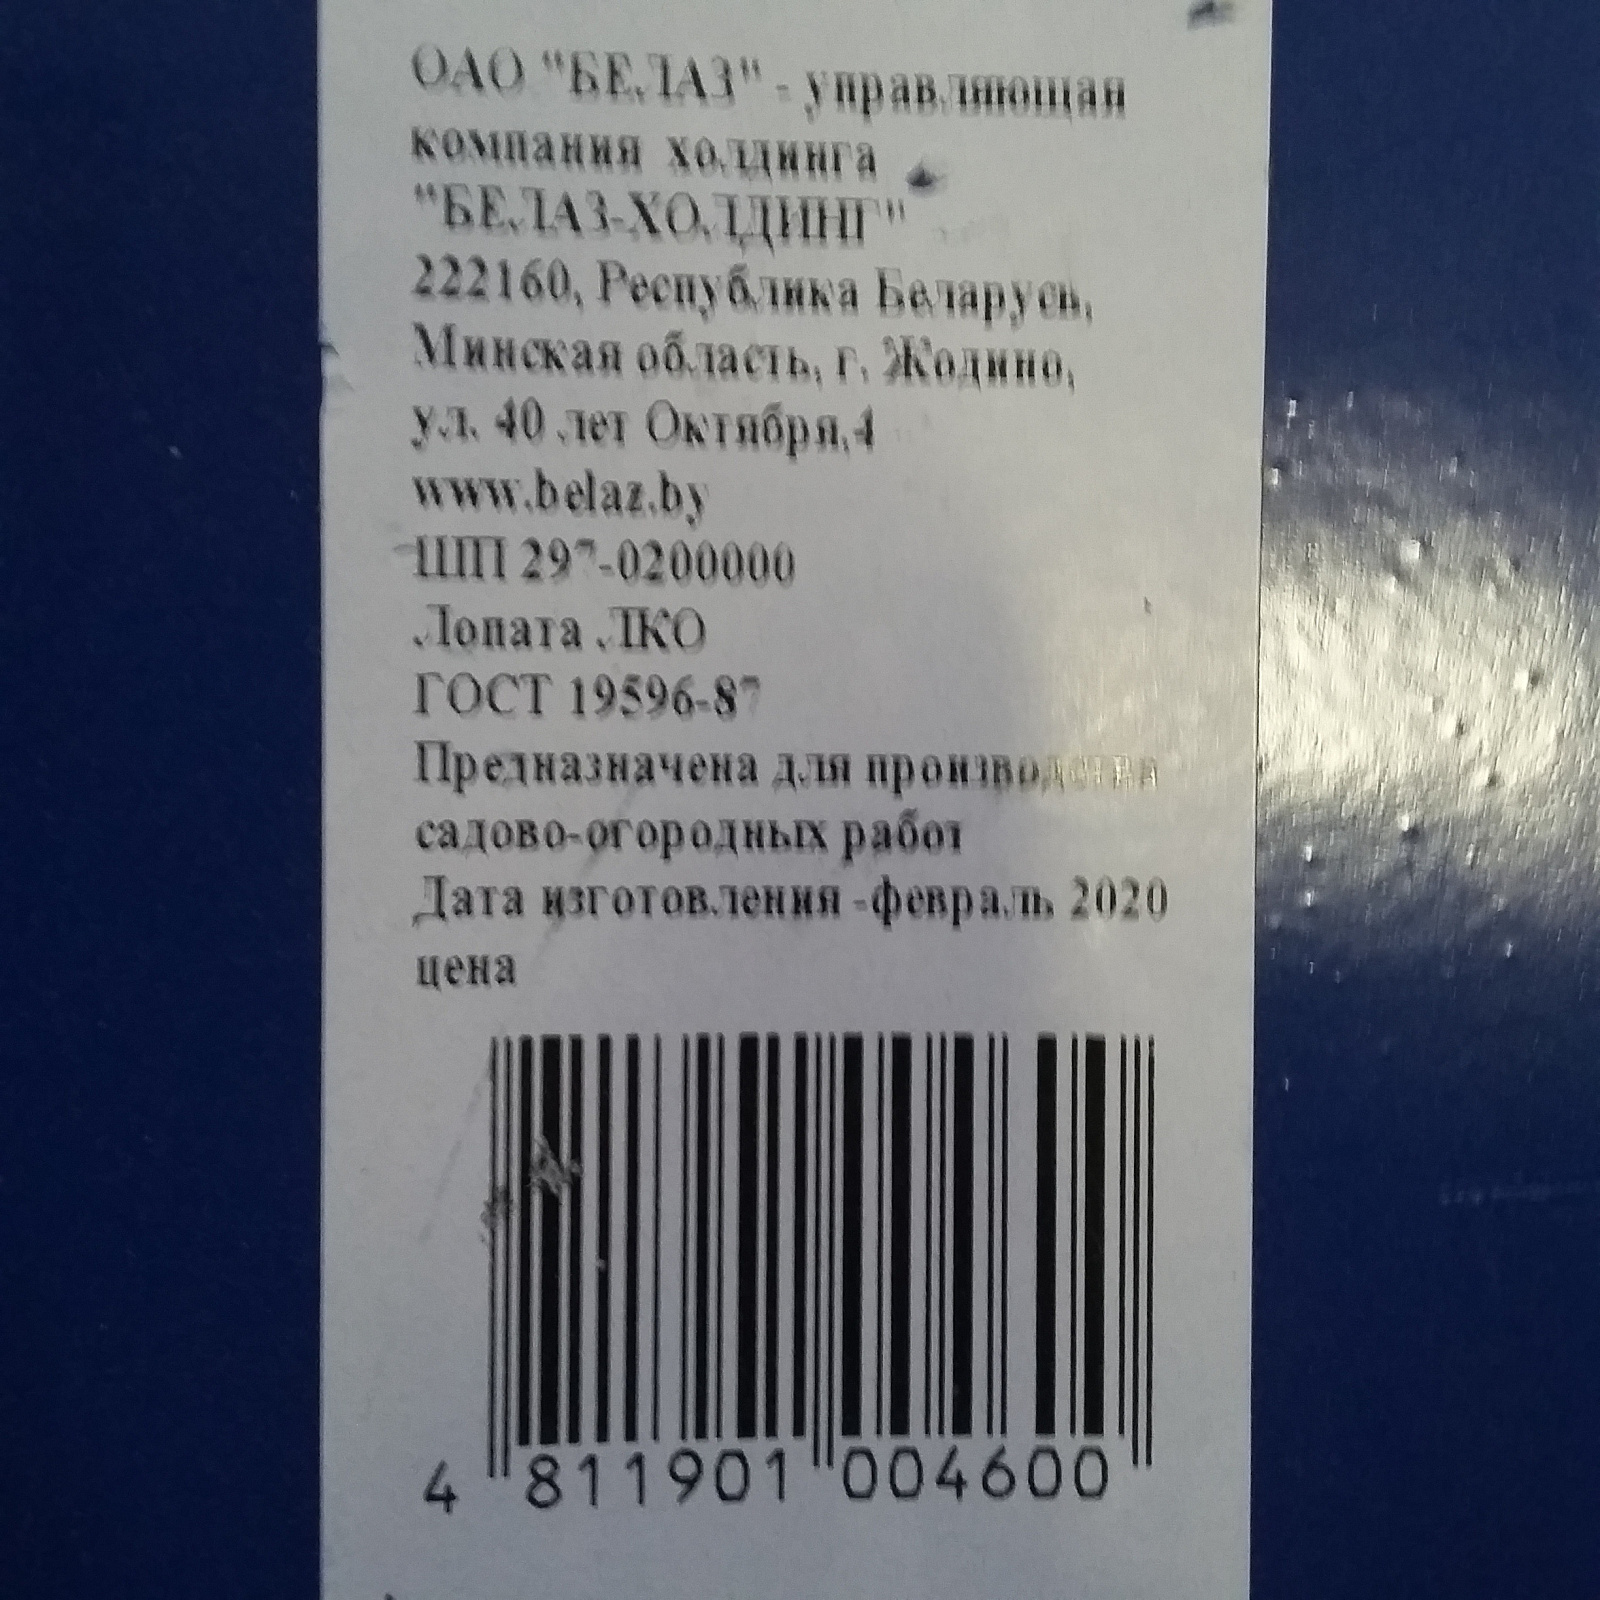 ОАО "БЕЛАЗ" - управляющая
компания холдинга
"БЕЛАЗ-ХОЛДИНГ"
222160, Республика Беларусь,
Минская область, г. Жодино,
ул. 40 лет Октября,4
www.belaz.by
ЦПП 297-0200000
Лопата ЛКО
ГОСТ 19596-87
Предназначена для производства
садово-огородных работ
Дата изготовления -февраль 2020
цена
4 811901 004600